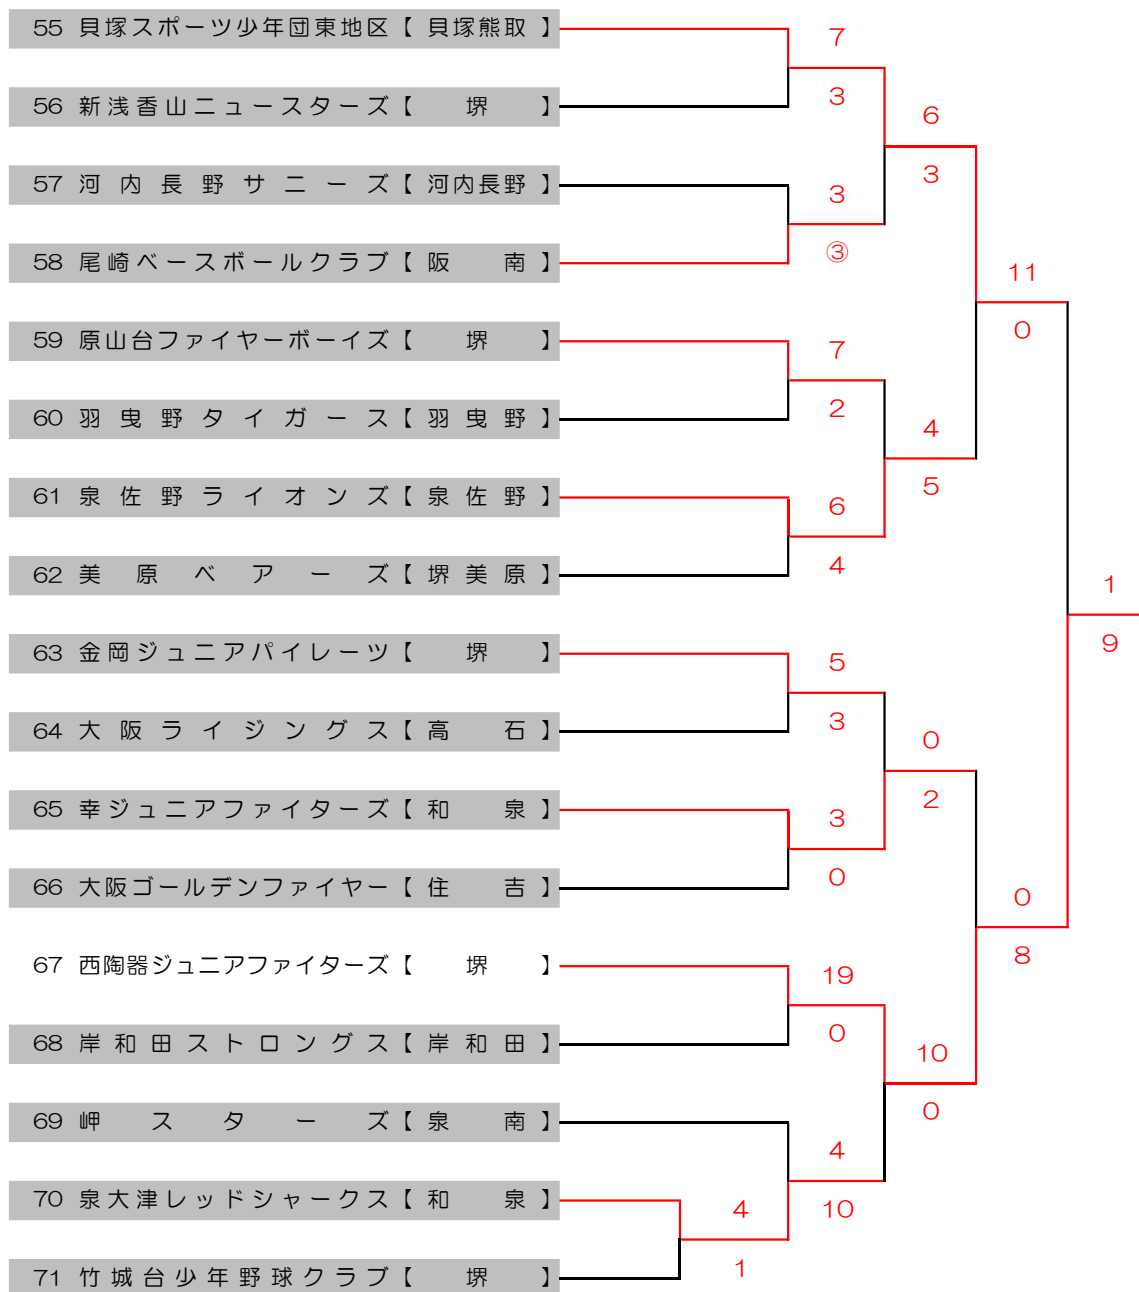 55 貝塚スポーツ少年団東地区【 貝塚熊取 】
7
3
56 新浅香山ニュースターズ【 堺 】
6
3
57 河内長野サニーズ【 河内長野 】
3
③
58 尾崎ベースボールクラブ【 阪南 】
11
0
59 原山台ファイヤーボーイズ【 堺 】
7
2
60 羽曳野タイガース【 羽曳野 】
4
5
61 泉佐野ライオンズ【 泉佐野 】
6
4
62 美原ベアーズ【 堺美原 】
1
9
63 金岡ジュニアパイレーツ【 堺 】
5
3
64 大阪ライジングス【 高石 】
0
2
65 幸ジュニアファイターズ【 和泉 】
3
0
66 大阪ゴールデンファイヤー【 住吉 】
0
8
67 西陶器ジュニアファイターズ【 堺 】
19
0
68 岸和田ストロングス【 岸和田 】
10
0
69 岬スターズ【 泉南 】
4
10
70 泉大津レッドシャークス【 和泉 】
4
1
71 竹城台少年野球クラブ【 堺 】